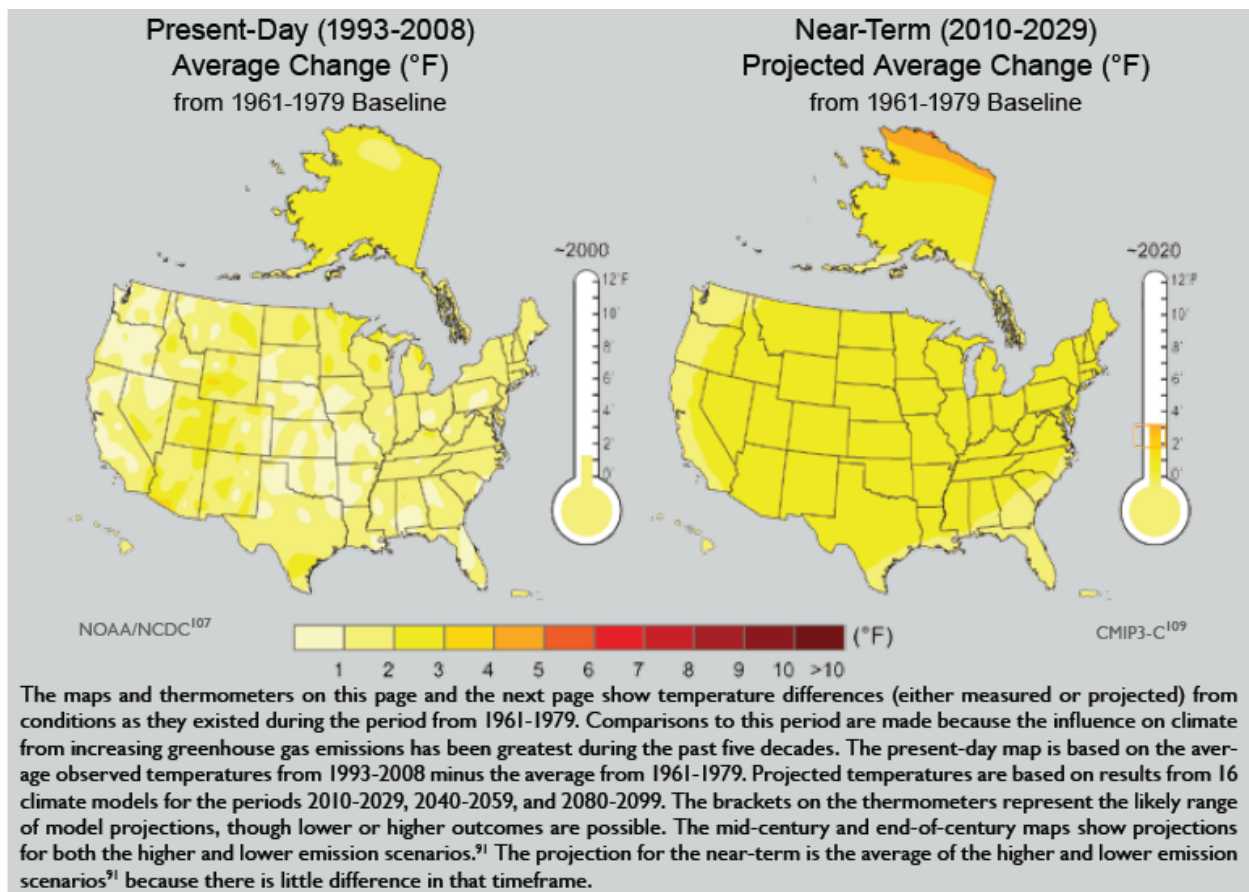 Present-Day (1993-2008)
Average Change (°F)
from 1961-1979 Baseline
Near-Term (2010-2029)
Projected Average Change (°F)
from 1961-1979 Baseline
~2000
12°F
10°
8°
6°
4°
2°
0°
~2020
12°F
10°
8°
6°
4°
2°
0°
NOAA/NCDC107
CMIP3-C109
(°F)
1 2 3 4 5 6 7 8 9 10 >10
The maps and thermometers on this page and the next page show temperature differences (either measured or projected) from
conditions as they existed during the period from 1961-1979. Comparisons to this period are made because the influence on climate
from increasing greenhouse gas emissions has been greatest during the past five decades. The present-day map is based on the aver-
age observed temperatures from 1993-2008 minus the average from 1961-1979. Projected temperatures are based on results from 16
climate models for the periods 2010-2029, 2040-2059, and 2080-2099. The brackets on the thermometers represent the likely range
of model projections, though lower or higher outcomes are possible. The mid-century and end-of-century maps show projections
for both the higher and lower emission scenarios.91 The projection for the near-term is the average of the higher and lower emission
scenarios91 because there is little difference in that timeframe.